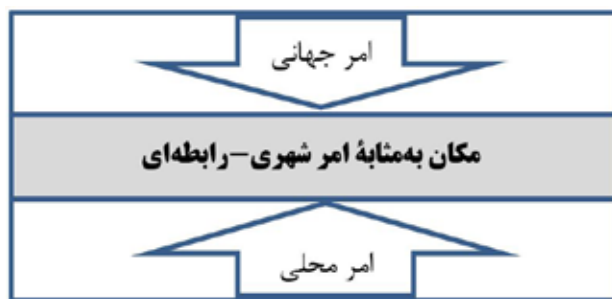 امر جهانی
مکان به‌مثابهٔ امر شهری–رابطه‌ای
امر محلی